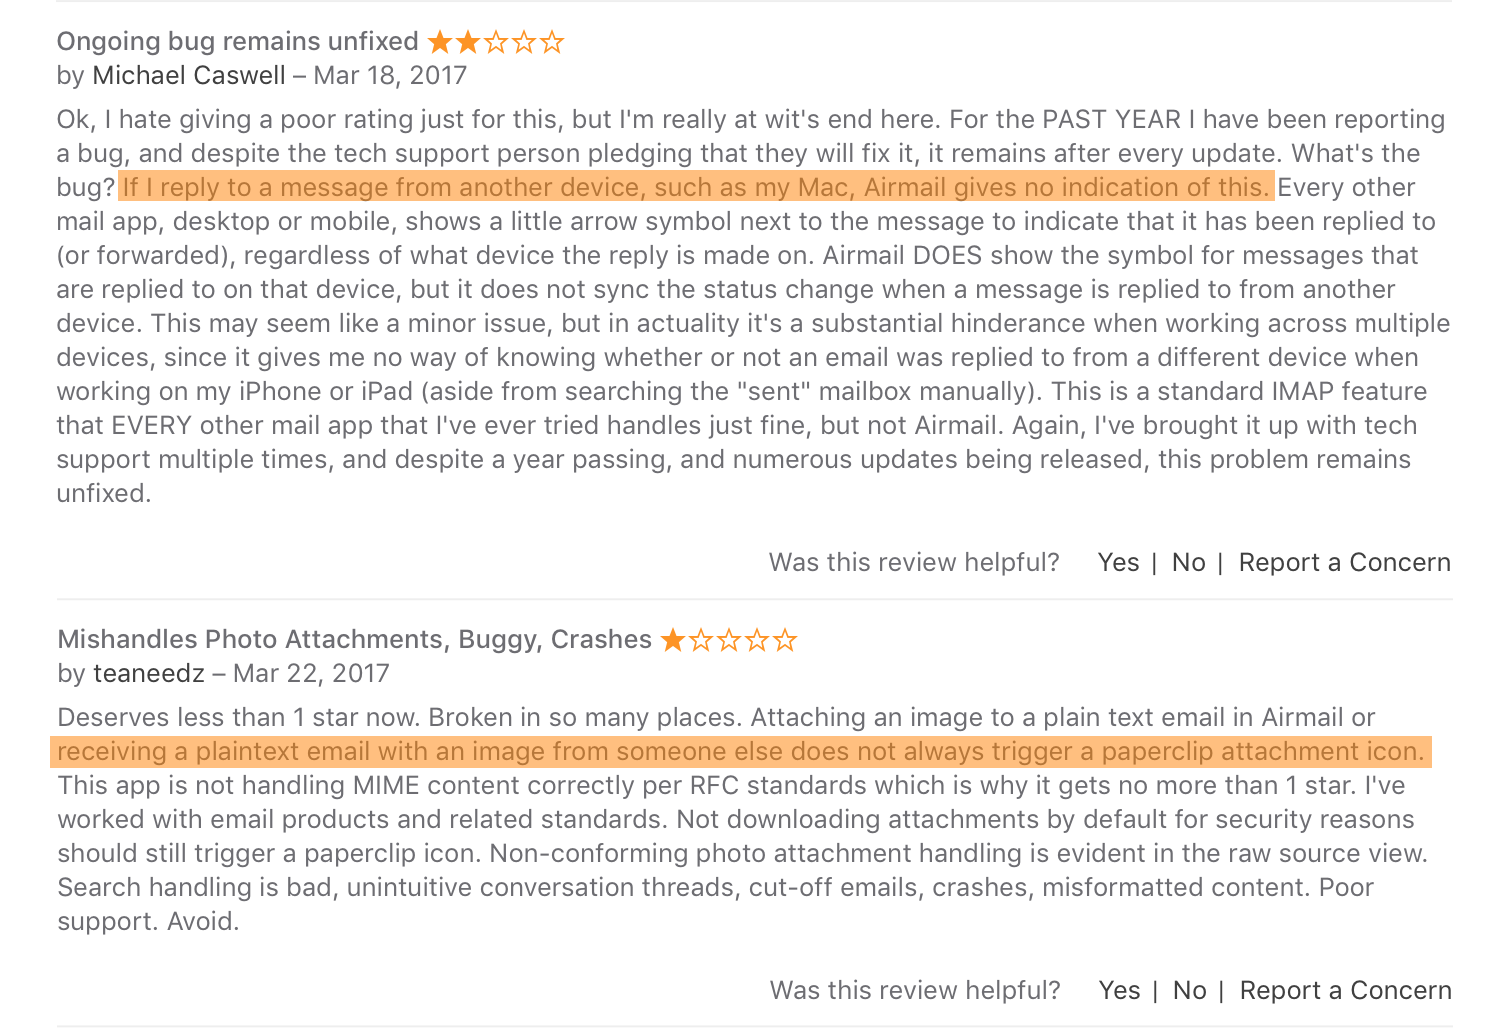 Ongoing bug remains unfixed ★★☆☆☆
by Michael Caswell – Mar 18, 2017
Ok, I hate giving a poor rating just for this, but I'm really at wit's end here. For the PAST YEAR I have been reporting
a bug, and despite the tech support person pledging that they will fix it, it remains after every update. What's the
bug? If I reply to a message from another device, such as my Mac, Airmail gives no indication of this. Every other
mail app, desktop or mobile, shows a little arrow symbol next to the message to indicate that it has been replied to
(or forwarded), regardless of what device the reply is made on. Airmail DOES show the symbol for messages that
are replied to on that device, but it does not sync the status change when a message is replied to from another
device. This may seem like a minor issue, but in actuality it's a substantial hinderance when working across multiple
devices, since it gives me no way of knowing whether or not an email was replied to from a different device when
working on my iPhone or iPad (aside from searching the "sent" mailbox manually). This is a standard IMAP feature
that EVERY other mail app that I've ever tried handles just fine, but not Airmail. Again, I've brought it up with tech
support multiple times, and despite a year passing, and numerous updates being released, this problem remains
unfixed.
Was this review helpful? Yes | No | Report a Concern
Mishandles Photo Attachments, Buggy, Crashes ★☆☆☆☆
by teaneedz – Mar 22, 2017
Deserves less than 1 star now. Broken in so many places. Attaching an image to a plain text email in Airmail or
receiving a plaintext email with an image from someone else does not always trigger a paperclip attachment icon.
This app is not handling MIME content correctly per RFC standards which is why it gets no more than 1 star. I've
worked with email products and related standards. Not downloading attachments by default for security reasons
should still trigger a paperclip icon. Non-conforming photo attachment handling is evident in the raw source view.
Search handling is bad, unintuitive conversation threads, cut-off emails, crashes, misformatted content. Poor
support. Avoid.
Was this review helpful? Yes | No | Report a Concern